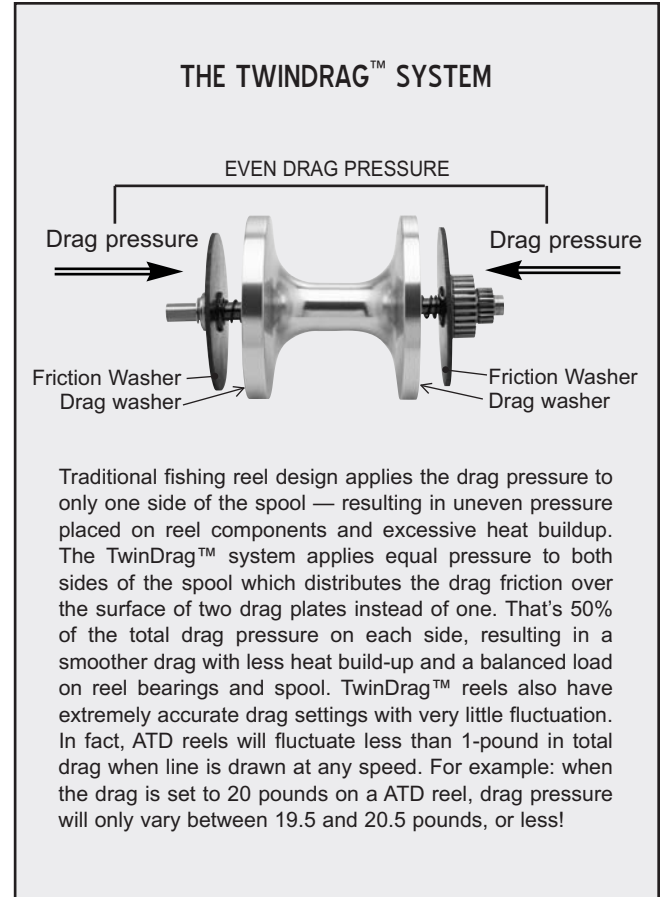 THE TWINDRAG™ SYSTEM
EVEN DRAG PRESSURE
Drag pressure
Drag pressure
Friction Washer
Drag washer
Friction Washer
Drag washer
Traditional fishing reel design applies the drag pressure to
only one side of the spool — resulting in uneven pressure
placed on reel components and excessive heat buildup.
The TwinDrag™ system applies equal pressure to both
sides of the spool which distributes the drag friction over
the surface of two drag plates instead of one. That’s 50%
of the total drag pressure on each side, resulting in a
smoother drag with less heat build-up and a balanced load
on reel bearings and spool. TwinDrag™ reels also have
extremely accurate drag settings with very little fluctuation.
In fact, ATD reels will fluctuate less than 1-pound in total
drag when line is drawn at any speed. For example: when
the drag is set to 20 pounds on a ATD reel, drag pressure
will only vary between 19.5 and 20.5 pounds, or less!